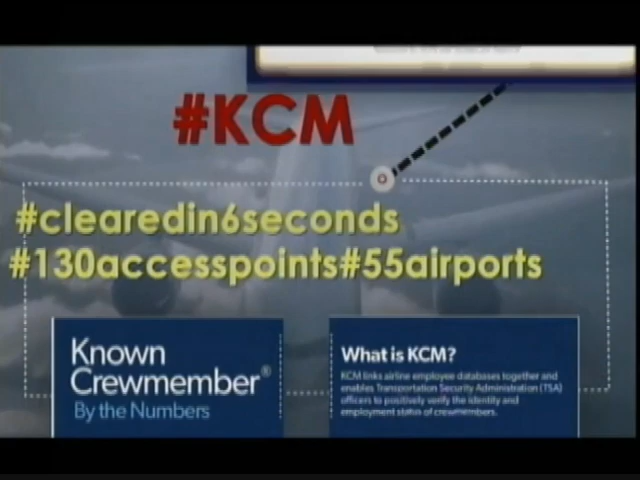 #KCM
#clearedin6seconds
#130accesspoints#55airports
Known
Crewmember®
By the Numbers
What is KCM?
KCM links airline employee databases together and
enables Transportation Security Administration (TSA)
officers to positively verify the identity and
employment status of crewmembers.